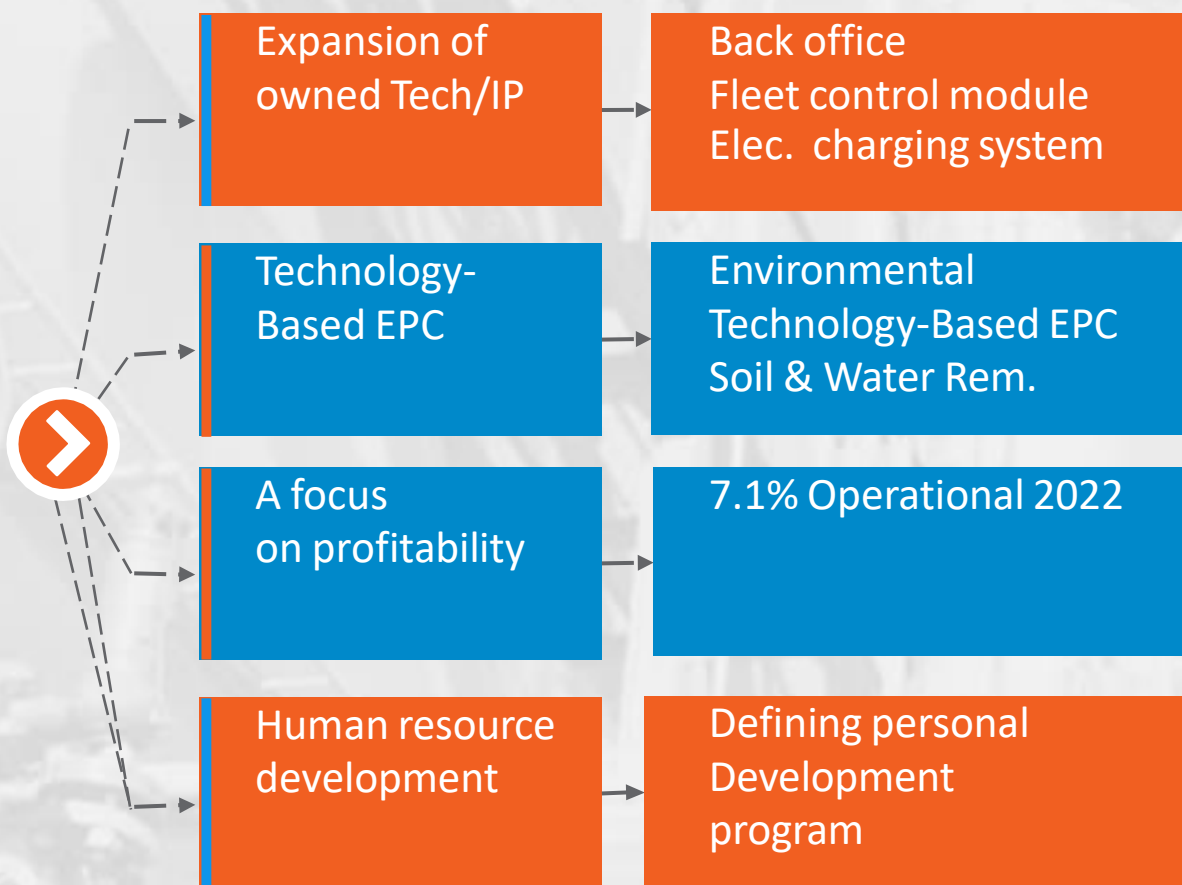 Expansion of
owned Tech/IP
Back office
Fleet control module
Elec. charging system
Technology-
Based EPC
Environmental
Technology-Based EPC
Soil & Water Rem.
A focus
on profitability
7.1% Operational 2022
Human resource
development
Defining personal
Development
program